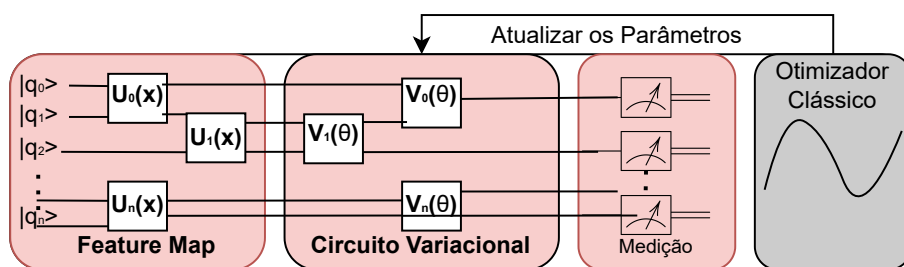 Atualizar os Parâmetros
|q₀>
|q₁>
|q₂>
|qₙ>
U₀(x)
U₁(x)
Uₙ(x)
Feature Map
V₀(θ)
V₁(θ)
Vₙ(θ)
Circuito Variacional
Medição
Otimizador
Clássico